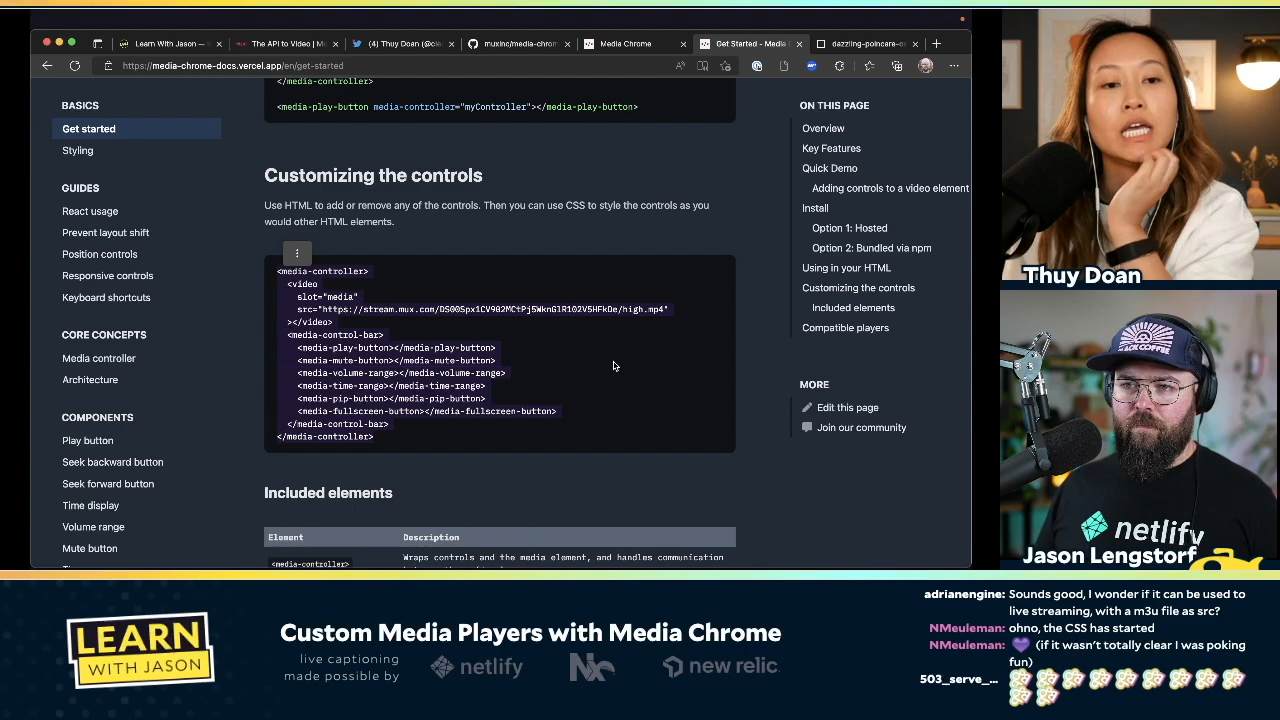 Learn With Jason —
The API to Video | M
(4) Thuy Doan (@cle
muxinc/media-chrom
Media Chrome
Get Started - Media
dazzling-poincare-o
https://media-chrome-docs.vercel.app/en/get-started
BASICS
Get started
Styling
GUIDES
React usage
Prevent layout shift
Position controls
Responsive controls
Keyboard shortcuts
CORE CONCEPTS
Media controller
Architecture
COMPONENTS
Play button
Seek backward button
Seek forward button
Time display
Volume range
Mute button
</media-controller>
<media-play-button media-controller="myController"></media-play-button>
Customizing the controls
Use HTML to add or remove any of the controls. Then you can use CSS to style the controls as you
would other HTML elements.
<media-controller>
<video
slot="media"
src="https://stream.mux.com/DS00Spx1CV902MCtPj5WknGlR102V5HFkDe/high.mp4"
></video>
<media-control-bar>
<media-play-button></media-play-button>
<media-mute-button></media-mute-button>
<media-volume-range></media-volume-range>
<media-time-range></media-time-range>
<media-pip-button></media-pip-button>
<media-fullscreen-button></media-fullscreen-button>
</media-control-bar>
</media-controller>
Included elements
Element Description
<media-controller> Wraps controls and the media element, and handles communication
ON THIS PAGE
Overview
Key Features
Quick Demo
Adding controls to a video element
Install
Option 1: Hosted
Option 2: Bundled via npm
Using in your HTML
Customizing the controls
Included elements
Compatible players
MORE
Edit this page
Join our community
Thuy Doan
BLACK COFFEE
netlify
Jason Lengstorf
LEARN
WITH JASON
Custom Media Players with Media Chrome
live captioning
made possible by
netlify
new relic
adrianengine: Sounds good, I wonder if it can be used to
live streaming, with a m3u file as src?
NMeuleman: ohno, the CSS has started
NMeuleman: 💜 (if it wasn't totally clear I was poking
fun)
503_serve_...